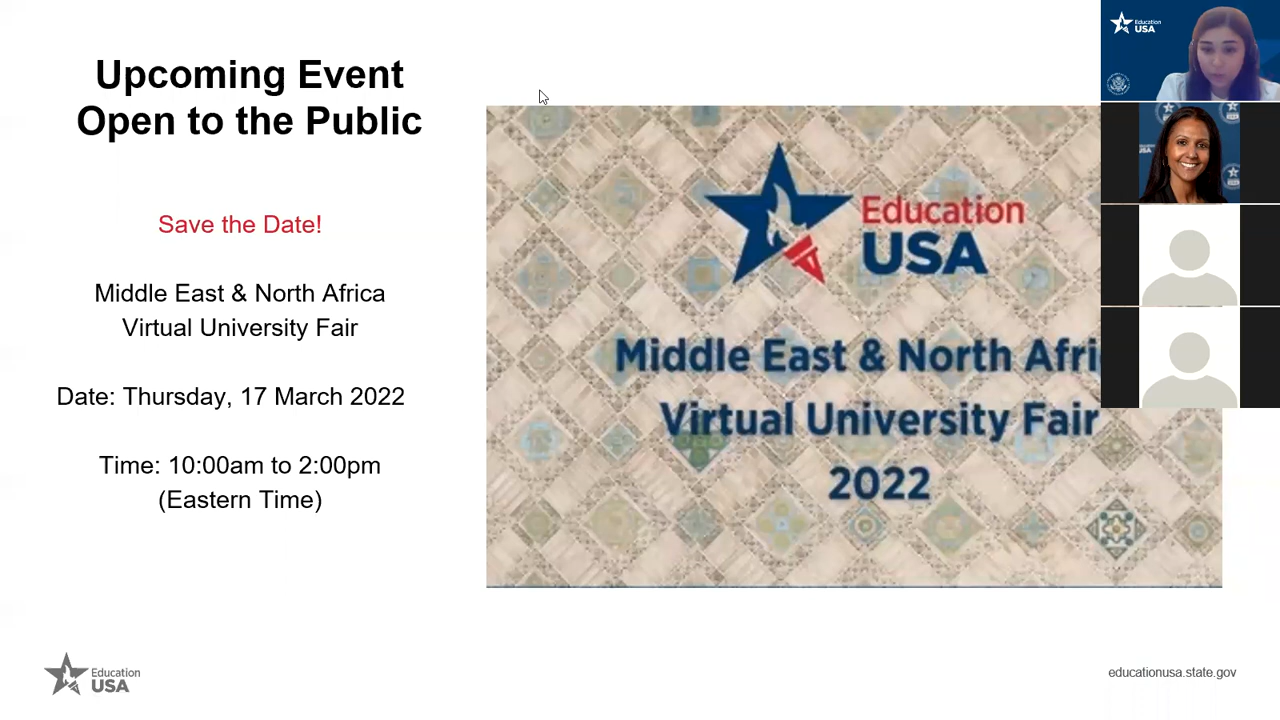 Upcoming Event
Open to the Public
Save the Date!
Middle East & North Africa
Virtual University Fair
Date: Thursday, 17 March 2022
Time: 10:00am to 2:00pm
(Eastern Time)
Education
USA
Middle East & North Afri
Virtual University Fair
2022
Education
USA
Education
USA
educationusa.state.gov